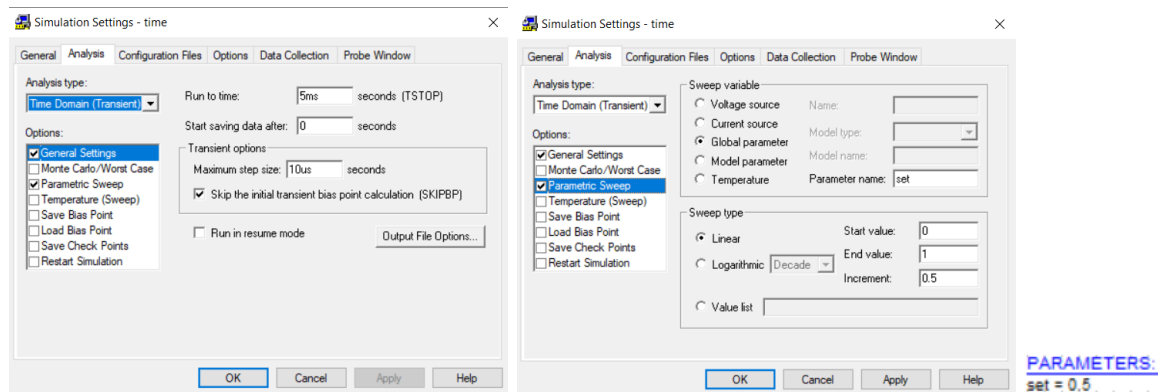 Simulation Settings - time
General Analysis Configuration Files Options Data Collection Probe Window
Analysis type:
Time Domain (Transient)
Options:
General Settings
Monte Carlo/Worst Case
Parametric Sweep
Temperature (Sweep)
Save Bias Point
Load Bias Point
Save Check Points
Restart Simulation
Run to time: 5ms seconds (TSTOP)
Start saving data after: 0 seconds
Transient options
Maximum step size: 10us seconds
Skip the initial transient bias point calculation (SKIPBP)
Run in resume mode
Output File Options...
OK Cancel Apply Help
Simulation Settings - time
General Analysis Configuration Files Options Data Collection Probe Window
Analysis type:
Time Domain (Transient)
Options:
General Settings
Monte Carlo/Worst Case
Parametric Sweep
Temperature (Sweep)
Save Bias Point
Load Bias Point
Save Check Points
Restart Simulation
Sweep variable
Voltage source
Current source
Global parameter
Model parameter
Temperature
Name:
Model type:
Model name:
Parameter name: set
Sweep type
Linear
Logarithmic Decade
Value list
Start value: 0
End value: 1
Increment: 0.5
OK Cancel Apply Help
PARAMETERS:
set = 0.5